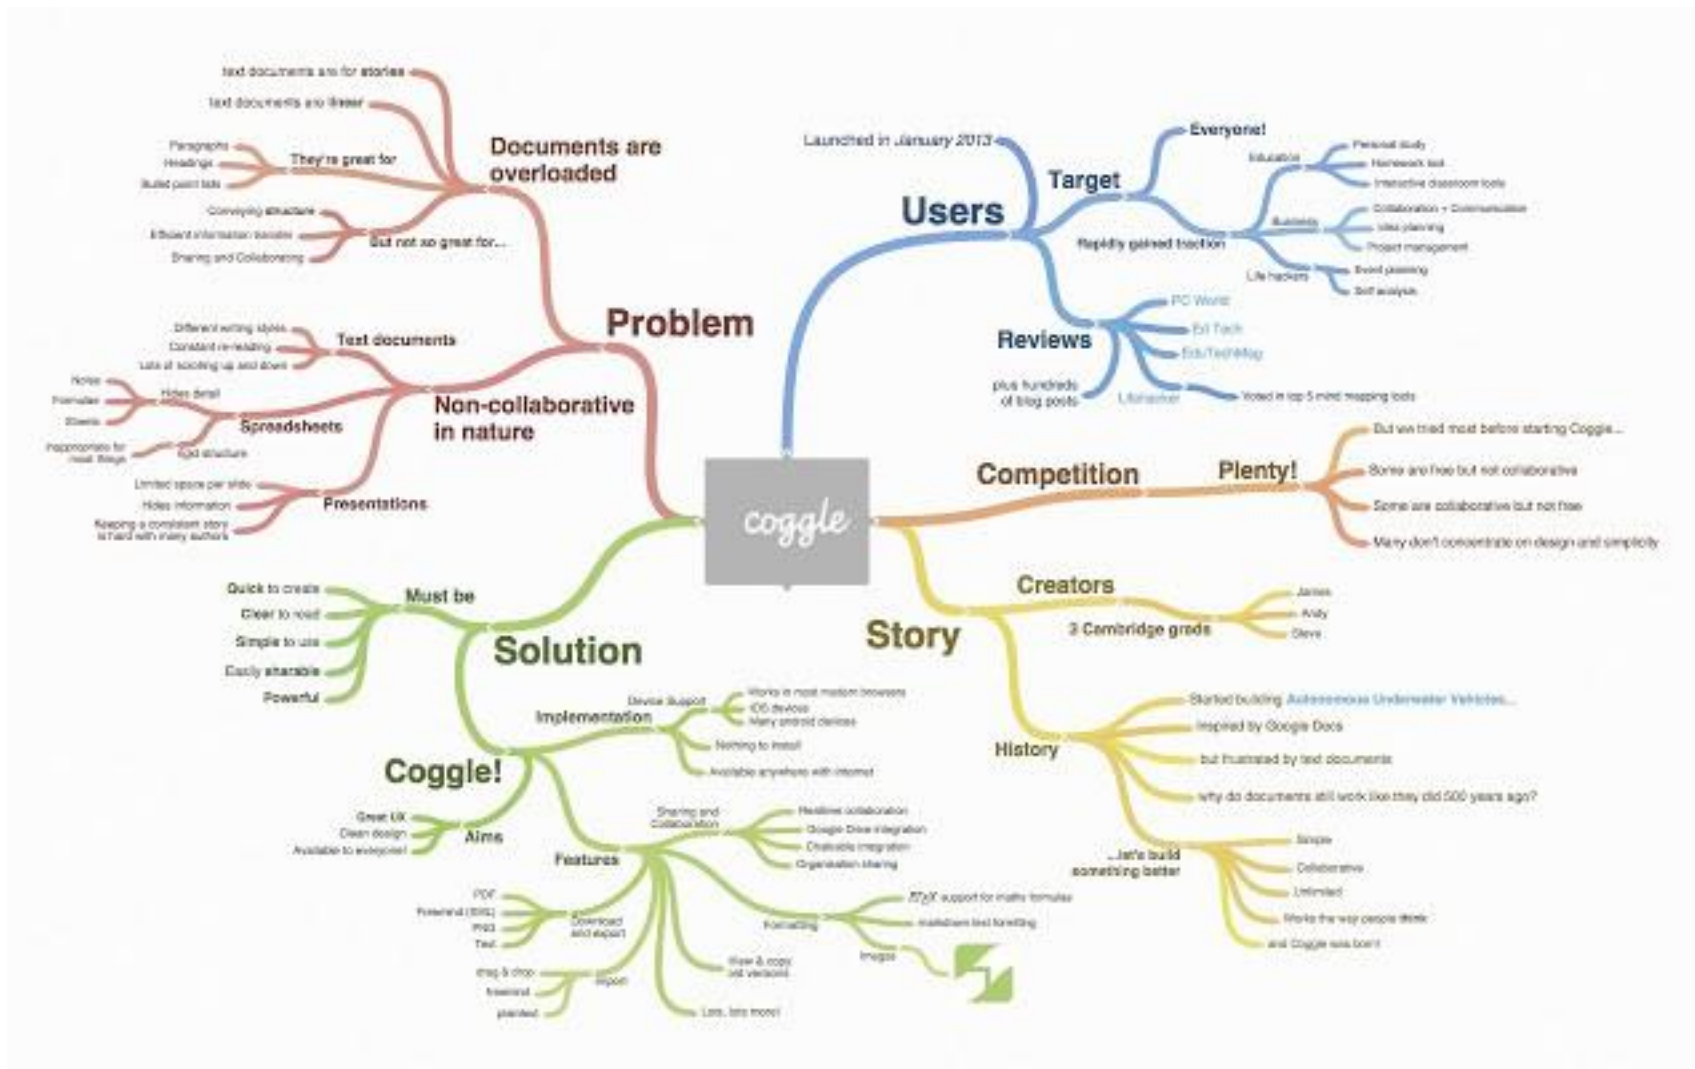 coggle
Problem
Documents are
overloaded
text documents are for stories
text documents are linear
They're great for
Paragraphs
Headings
Bullet point lists
But not so great for...
Conveying structure
Efficient information transfer
Sharing and Collaborating
Non-collaborative
in nature
Text documents
Different writing styles
Constant re-reading
Lots of scrolling up and down
Spreadsheets
Hides detail
Notes
Formulae
Sheets
rigid structure
Inappropriate for
most things
Presentations
Limited space per slide
Hides information
Keeping a consistent story
is hard with many authors
Users
Launched in January 2013
Target
Everyone!
Rapidly gained traction
Education
Personal study
Homework tool
Interactive classroom tools
Business
Collaboration + Communication
Idea planning
Project management
Life hackers
Event planning
Self analysis
Reviews
PC World
Ed Tech
EduTechMag
Lifehacker
Voted in top 5 mind mapping tools
plus hundreds
of blog posts
Competition
Plenty!
But we tried most before starting Coggle...
Some are free but not collaborative
Some are collaborative but not free
Many don't concentrate on design and simplicity
Story
Creators
3 Cambridge grads
James
Andy
Steve
History
Started building Autonomous Underwater Vehicles...
Inspired by Google Docs
but frustrated by text documents
why do documents still work like they did 500 years ago?
...let's build
something better
Simple
Collaborative
Unlimited
Works the way people think
and Coggle was born!
Solution
Must be
Quick to create
Clear to read
Simple to use
Easily sharable
Powerful
Coggle!
Implementation
Device Support
Works in most modern browsers
iOS devices
Many android devices
Nothing to install
Available anywhere with internet
Aims
Great UX
Clean design
Available to everyone!
Features
Sharing and
Collaboration
Realtime collaboration
Google Drive integration
Chatwable integration
Organisation sharing
Formatting
LATEX support for maths formulae
markdown text
Images
View & copy
old versions
Lots, lots more!
Download
and export
PDF
Freemind (XML)
PNG
Text
import
drag & drop
freemind
plaintext